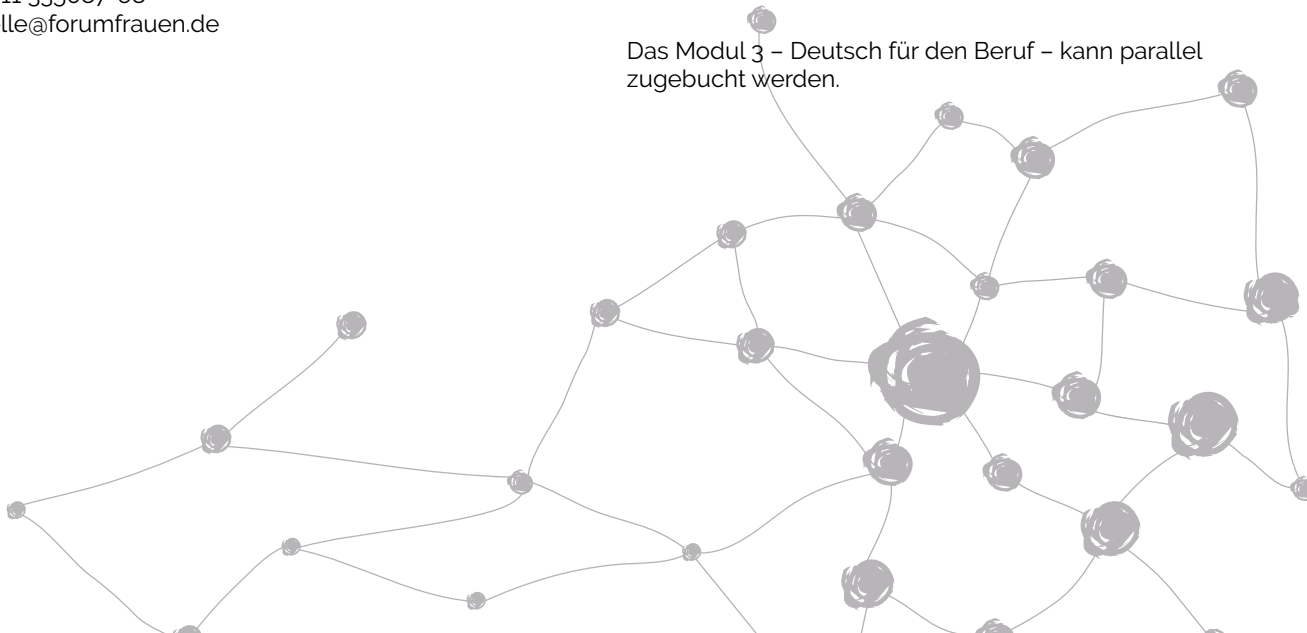 lle@forumfrauen.de
Das Modul 3 – Deutsch für den Beruf – kann parallel
zugebucht werden.